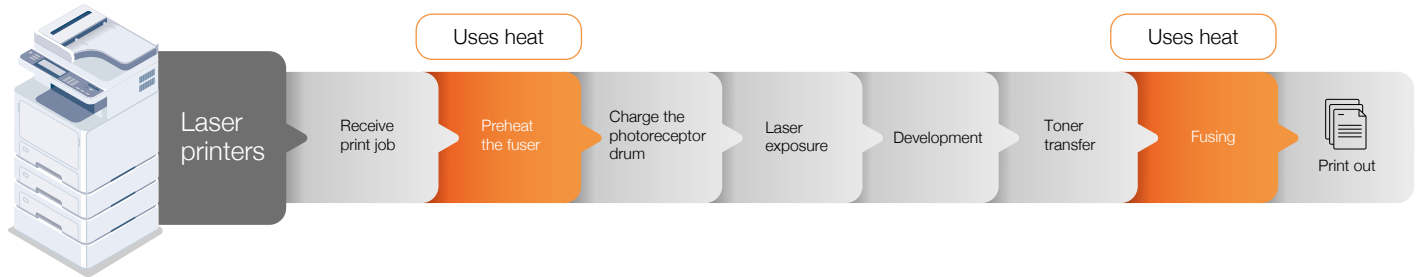 Uses heat
Uses heat
Laser
printers
Receive
print job
Preheat
the fuser
Charge the
photoreceptor
drum
Laser
exposure
Development
Toner
transfer
Fusing
Print out